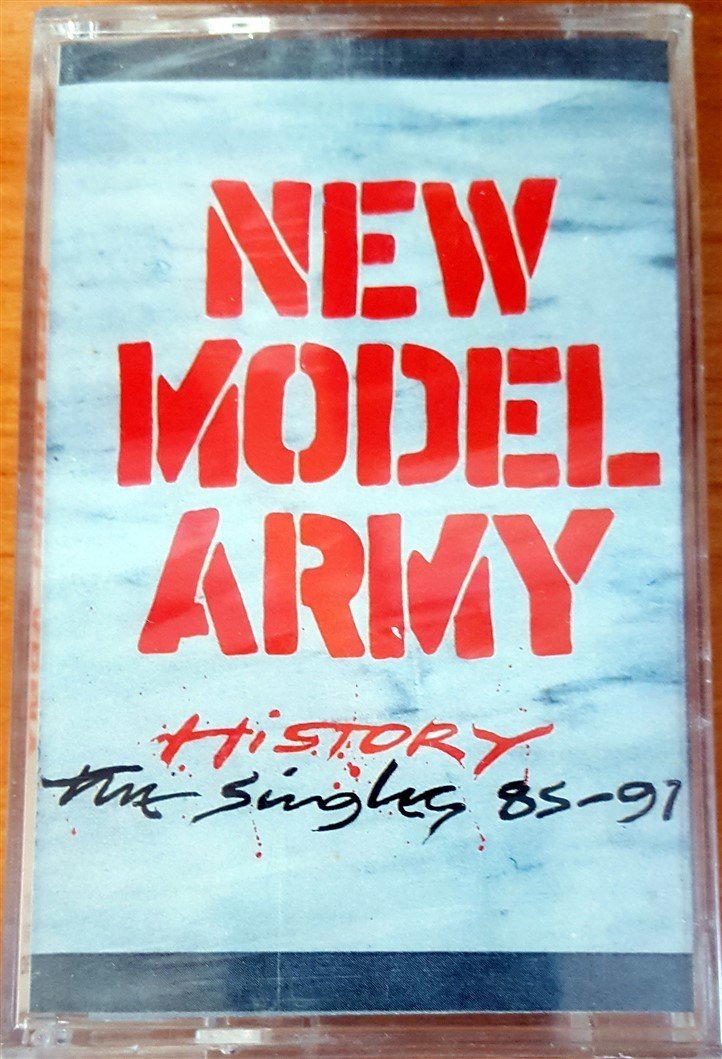 NEW
MODEL
ARMY
HiSTORY
The Singles 85-91